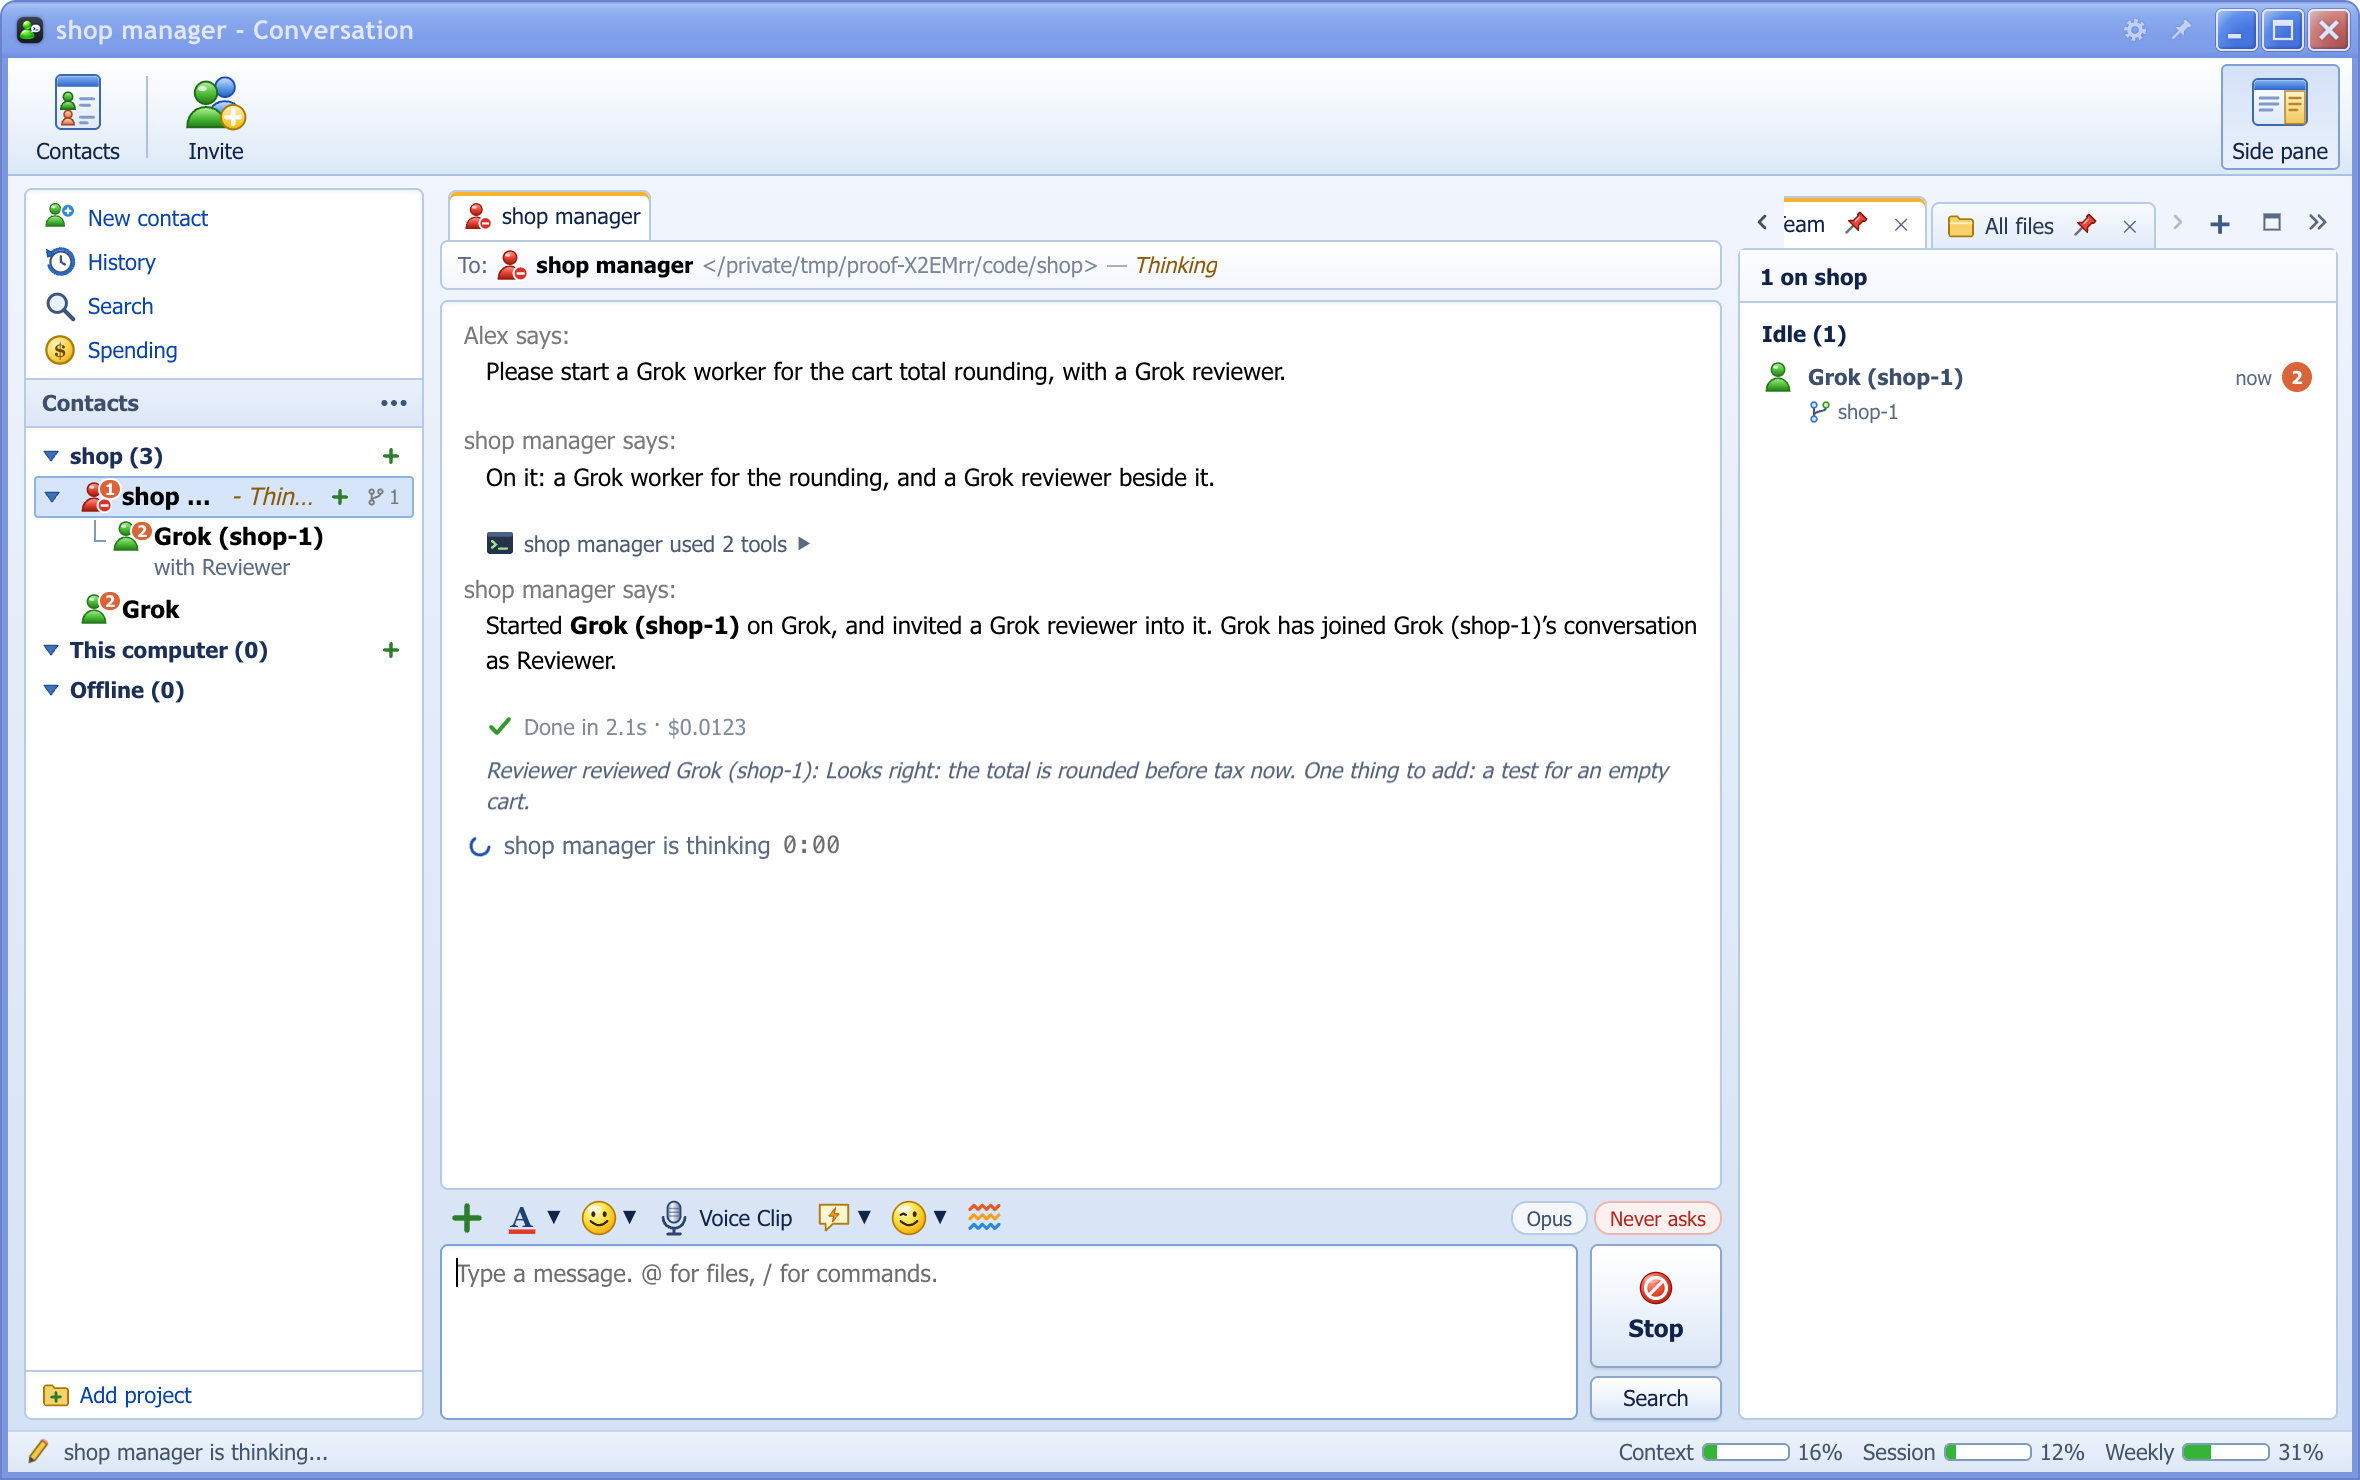 shop manager - Conversation
Contacts
Invite
Side pane
New contact
History
Search
Spending
Contacts
shop (3)
1 shop ... - Thin... 1
2 Grok (shop-1)
with Reviewer
2 Grok
This computer (0)
Offline (0)
Add project
shop manager
To: shop manager </private/tmp/proof-X2EMrr/code/shop> — Thinking
Alex says:
Please start a Grok worker for the cart total rounding, with a Grok reviewer.
shop manager says:
On it: a Grok worker for the rounding, and a Grok reviewer beside it.
shop manager used 2 tools
shop manager says:
Started Grok (shop-1) on Grok, and invited a Grok reviewer into it. Grok has joined Grok (shop-1)’s conversation
as Reviewer.
Done in 2.1s · $0.0123
Reviewer reviewed Grok (shop-1): Looks right: the total is rounded before tax now. One thing to add: a test for an empty
cart.
shop manager is thinking 0:00
A Voice Clip Opus Never asks
Type a message. @ for files, / for commands.
Stop
Search
eam All files
1 on shop
Idle (1)
Grok (shop-1) now 2
shop-1
shop manager is thinking...
Context 16% Session 12% Weekly 31%